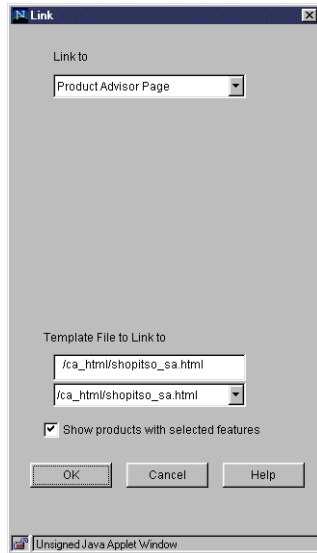 Link
Link to
Product Advisor Page
Template File to Link to
/ca_html/shopitso_sa.html
/ca_html/shopitso_sa.html
Show products with selected features
OK Cancel Help
Unsigned Java Applet Window